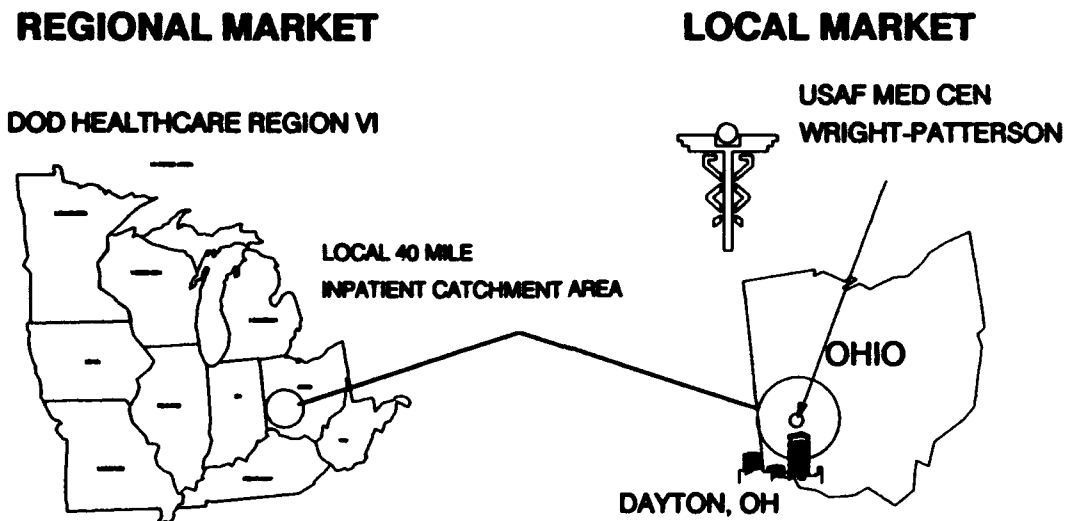 REGIONAL MARKET
LOCAL MARKET
DOD HEALTHCARE REGION VI
USAF MED CEN
WRIGHT-PATTERSON
LOCAL 40 MILE
INPATIENT CATCHMENT AREA
OHIO
DAYTON, OH